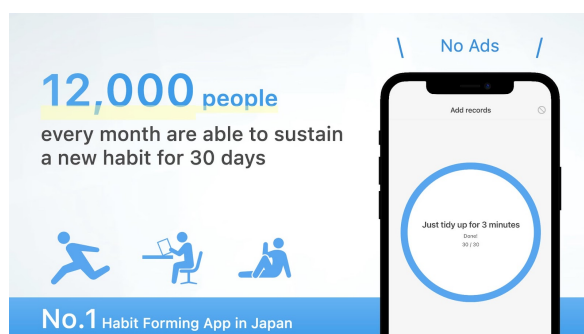 12,000 people
every month are able to sustain
a new habit for 30 days
No.1 Habit Forming App in Japan
\ No Ads /
Add records
Just tidy up for 3 minutes
Done!
30 / 30